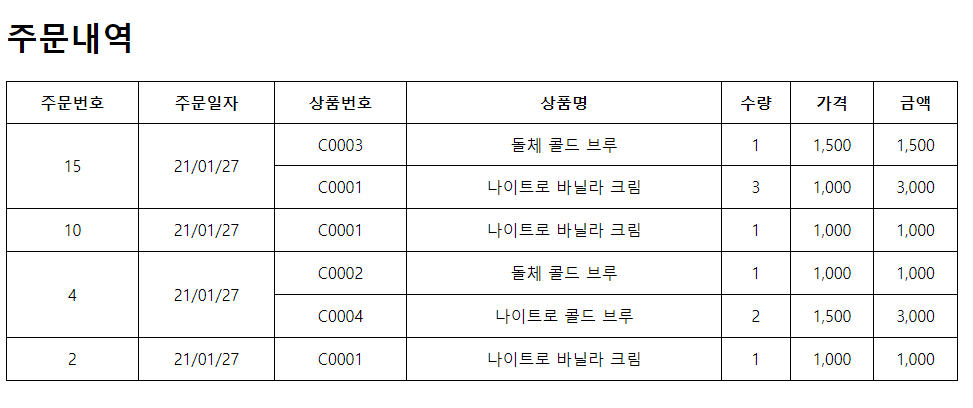 주문내역
주문번호 주문일자 상품번호 상품명 수량 가격 금액
15 21/01/27 C0003 돌체 콜드 브루 1 1,500 1,500
C0001 나이트로 바닐라 크림 3 1,000 3,000
10 21/01/27 C0001 나이트로 바닐라 크림 1 1,000 1,000
4 21/01/27 C0002 돌체 콜드 브루 1 1,000 1,000
C0004 나이트로 콜드 브루 2 1,500 3,000
2 21/01/27 C0001 나이트로 바닐라 크림 1 1,000 1,000